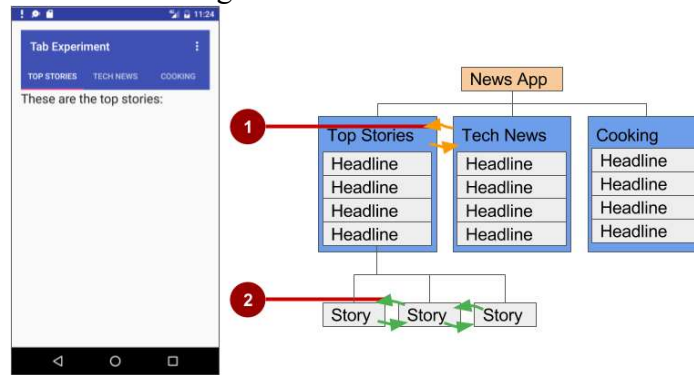 11:24
Tab Experiment
TOP STORIES TECH NEWS COOKING
These are the top stories:
News App
1
Top Stories Tech News Cooking
Headline Headline Headline
Headline Headline Headline
Headline Headline Headline
Headline Headline Headline
2
Story Story Story